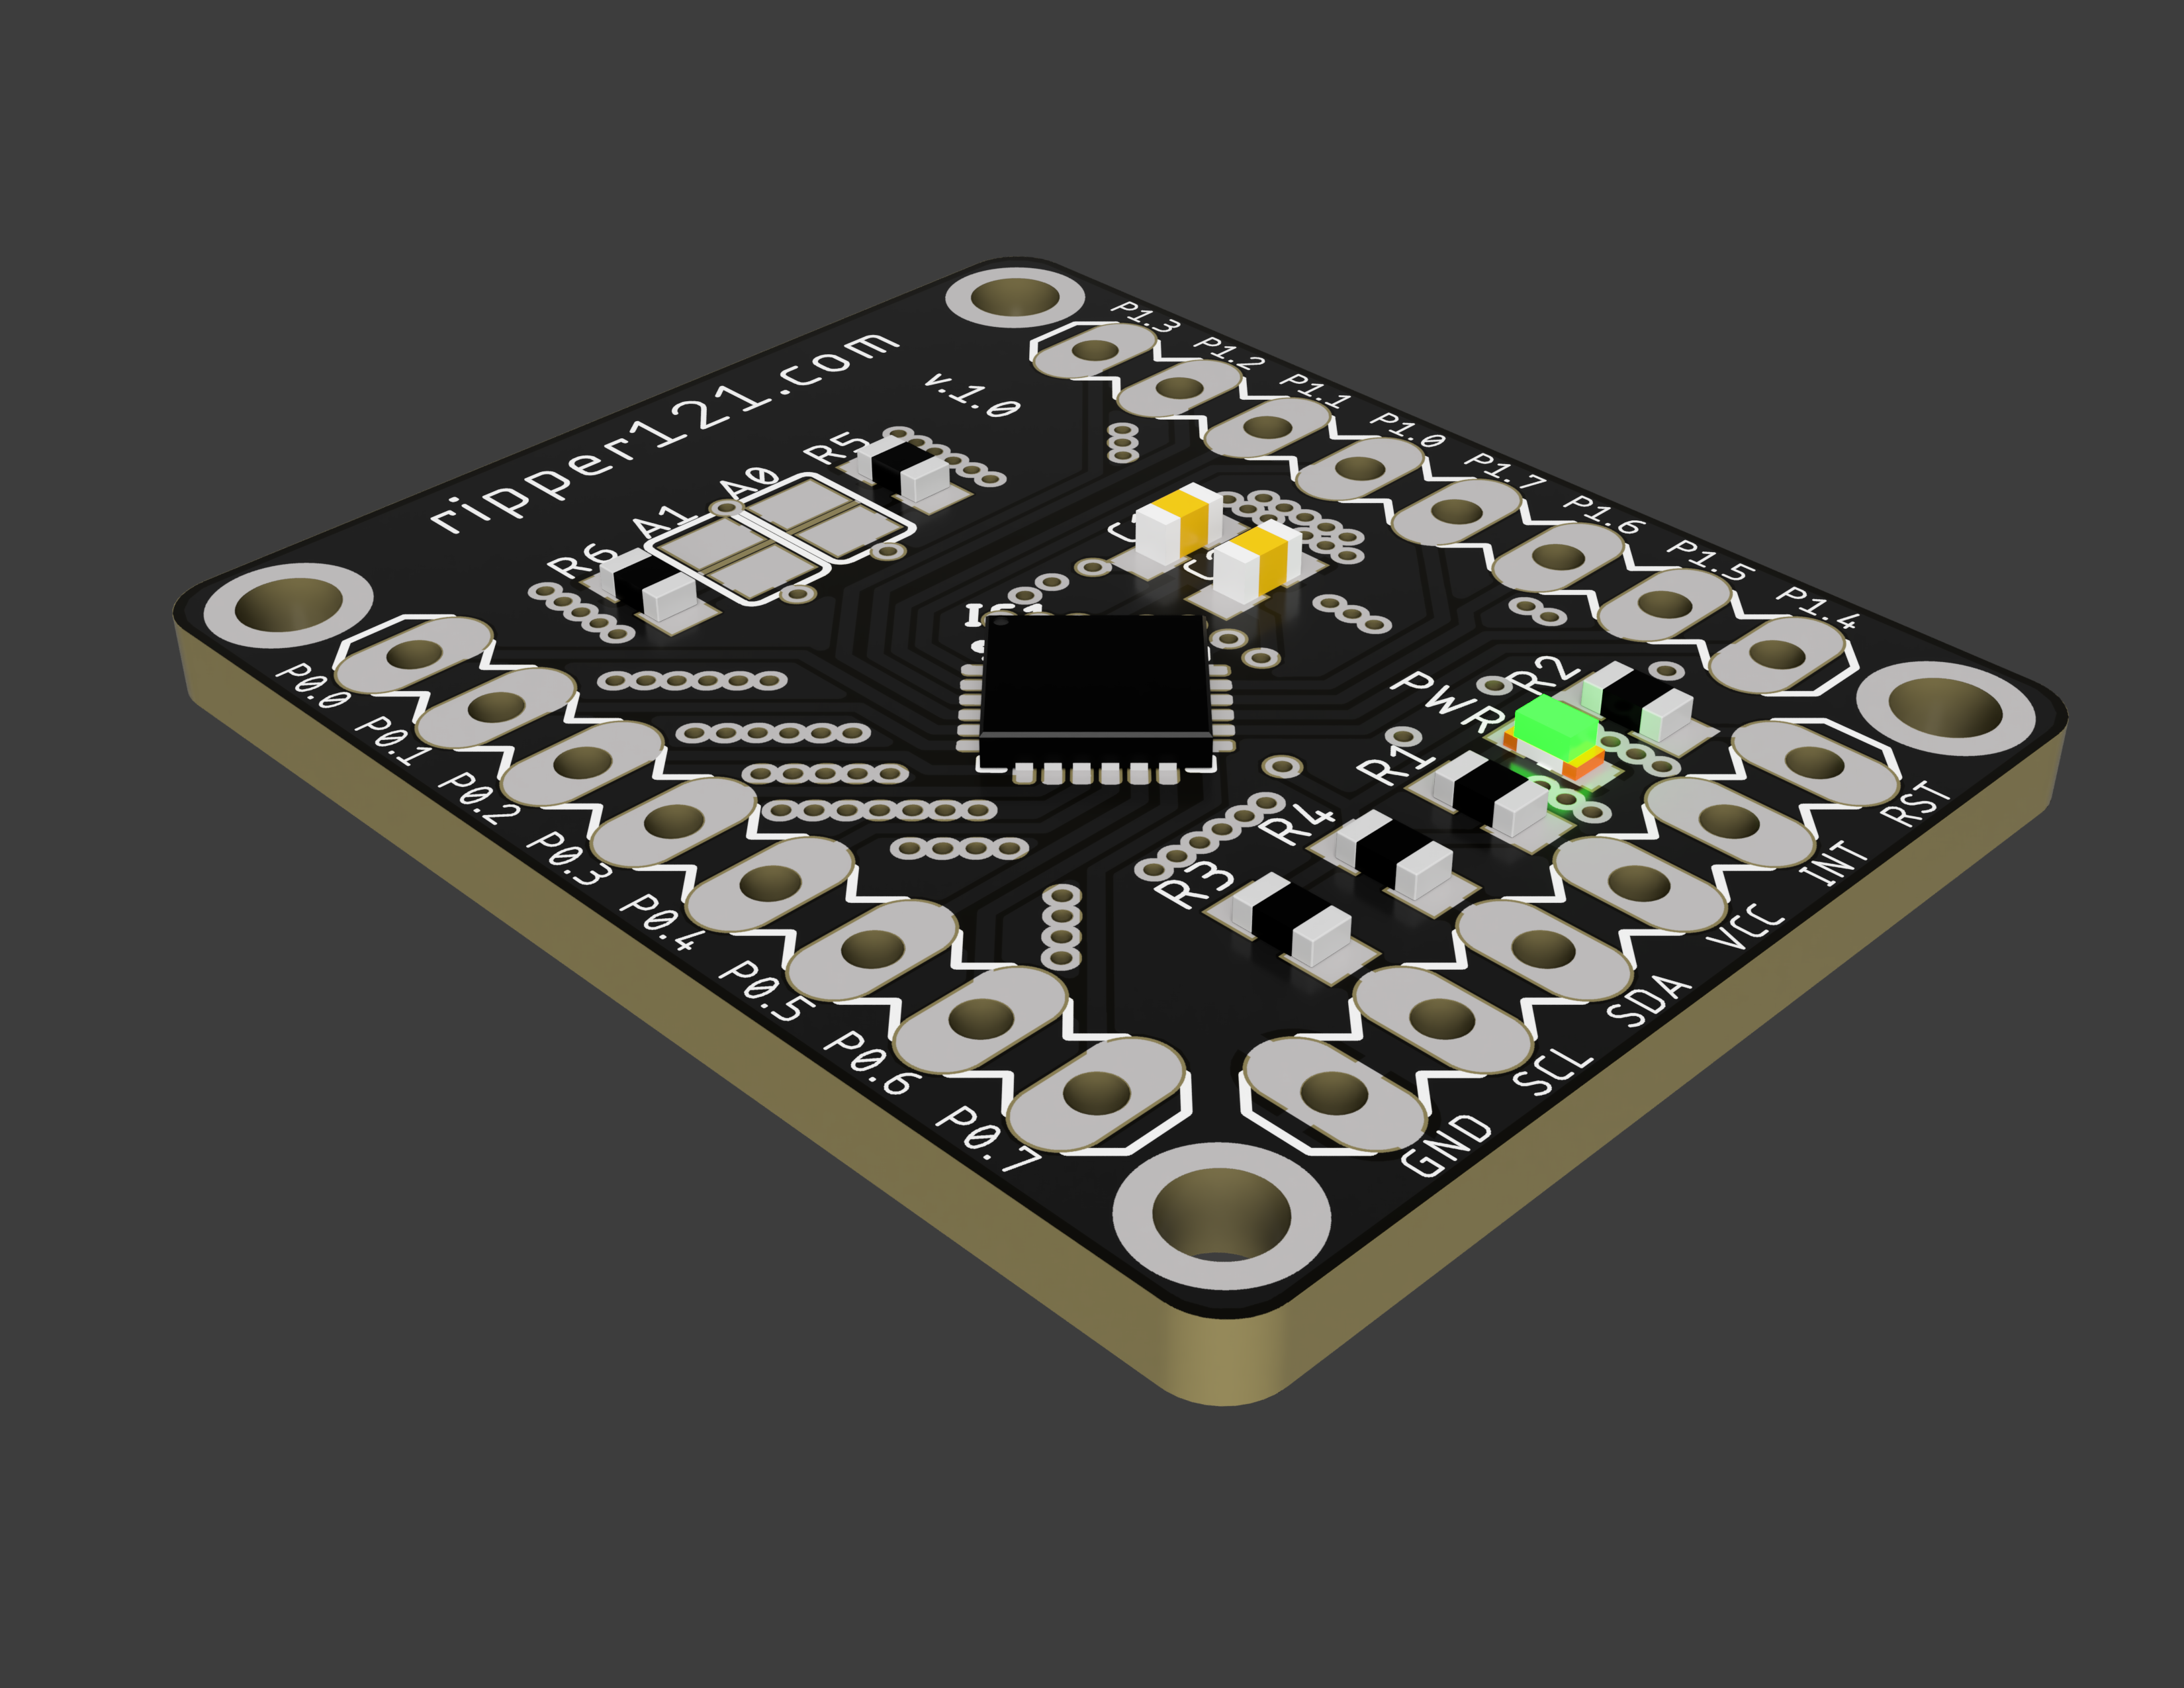 ripper121.com
v.1.0
P1.3 P1.2 P1.1 P1.0 P1.7 P1.6 P1.5 P1.4
R5
A0
A1
R6
PWR
R2
R1
R4
R3
P0.0 P0.1 P0.2 P0.3 P0.4 P0.5 P0.6 P0.7
GND SCL SDA VCC INT RST